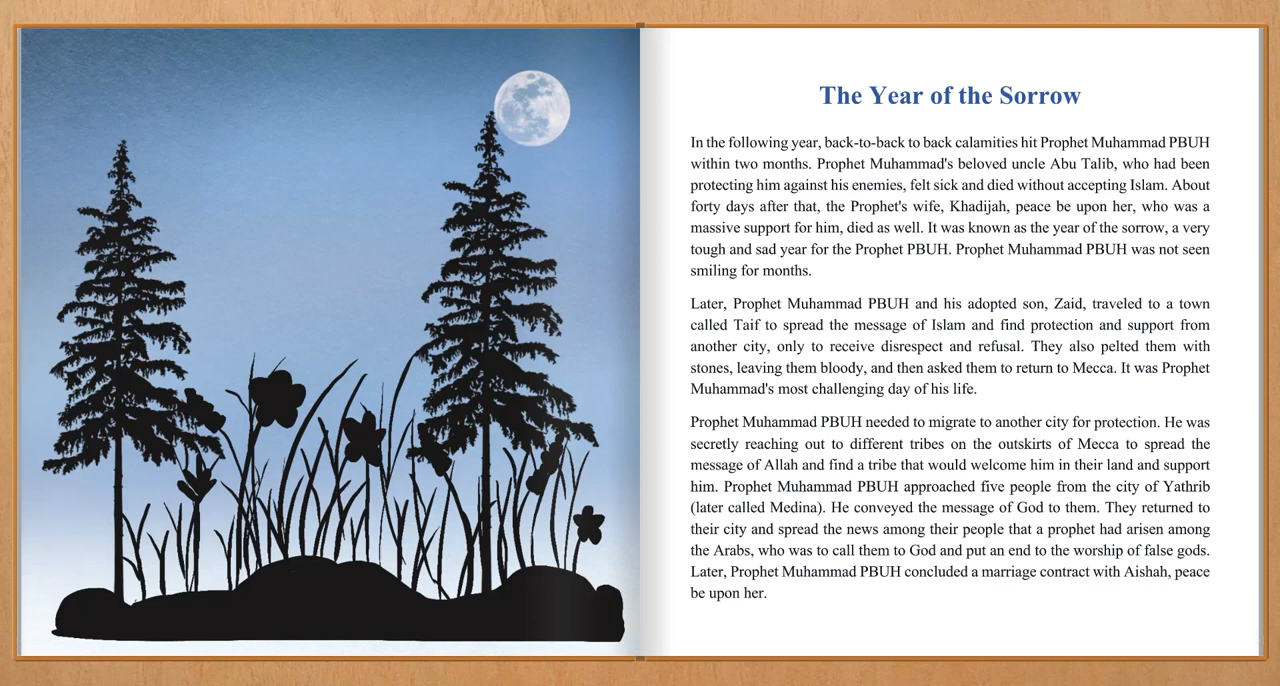 The Year of the Sorrow
In the following year, back-to-back to back calamities hit Prophet Muhammad PBUH
within two months. Prophet Muhammad's beloved uncle Abu Talib, who had been
protecting him against his enemies, felt sick and died without accepting Islam. About
forty days after that, the Prophet's wife, Khadijah, peace be upon her, who was a
massive support for him, died as well. It was known as the year of the sorrow, a very
tough and sad year for the Prophet PBUH. Prophet Muhammad PBUH was not seen
smiling for months.
Later, Prophet Muhammad PBUH and his adopted son, Zaid, traveled to a town
called Taif to spread the message of Islam and find protection and support from
another city, only to receive disrespect and refusal. They also pelted them with
stones, leaving them bloody, and then asked them to return to Mecca. It was Prophet
Muhammad's most challenging day of his life.
Prophet Muhammad PBUH needed to migrate to another city for protection. He was
secretly reaching out to different tribes on the outskirts of Mecca to spread the
message of Allah and find a tribe that would welcome him in their land and support
him. Prophet Muhammad PBUH approached five people from the city of Yathrib
(later called Medina). He conveyed the message of God to them. They returned to
their city and spread the news among their people that a prophet had arisen among
the Arabs, who was to call them to God and put an end to the worship of false gods.
Later, Prophet Muhammad PBUH concluded a marriage contract with Aishah, peace
be upon her.